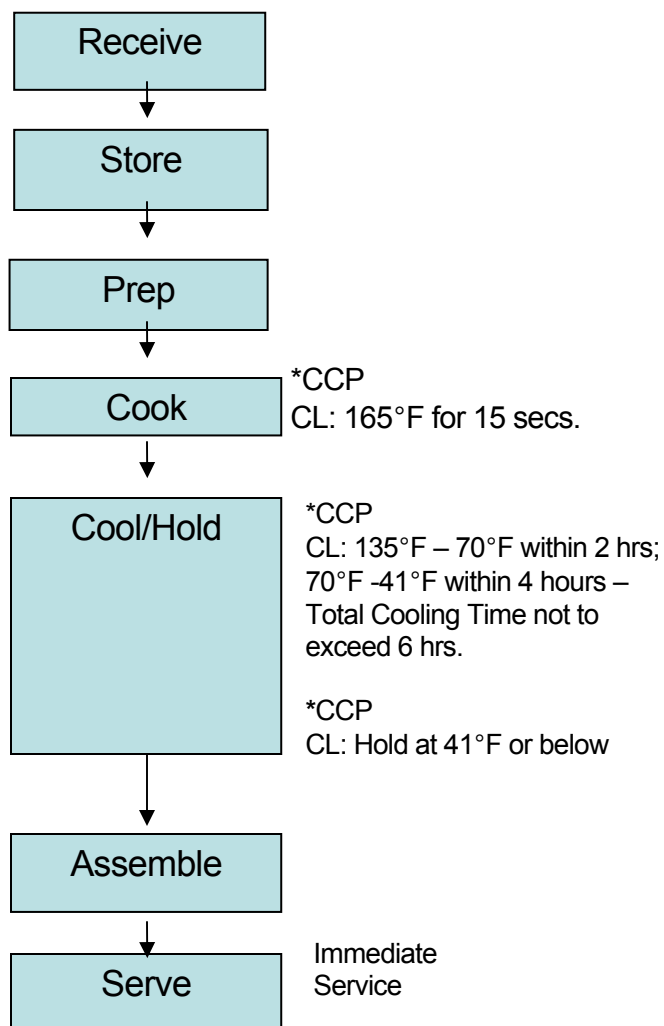 Receive
Store
Prep
Cook
*CCP
CL: 165°F for 15 secs.
Cool/Hold
*CCP
CL: 135°F – 70°F within 2 hrs;
70°F -41°F within 4 hours –
Total Cooling Time not to
exceed 6 hrs.
*CCP
CL: Hold at 41°F or below
Assemble
Serve
Immediate
Service